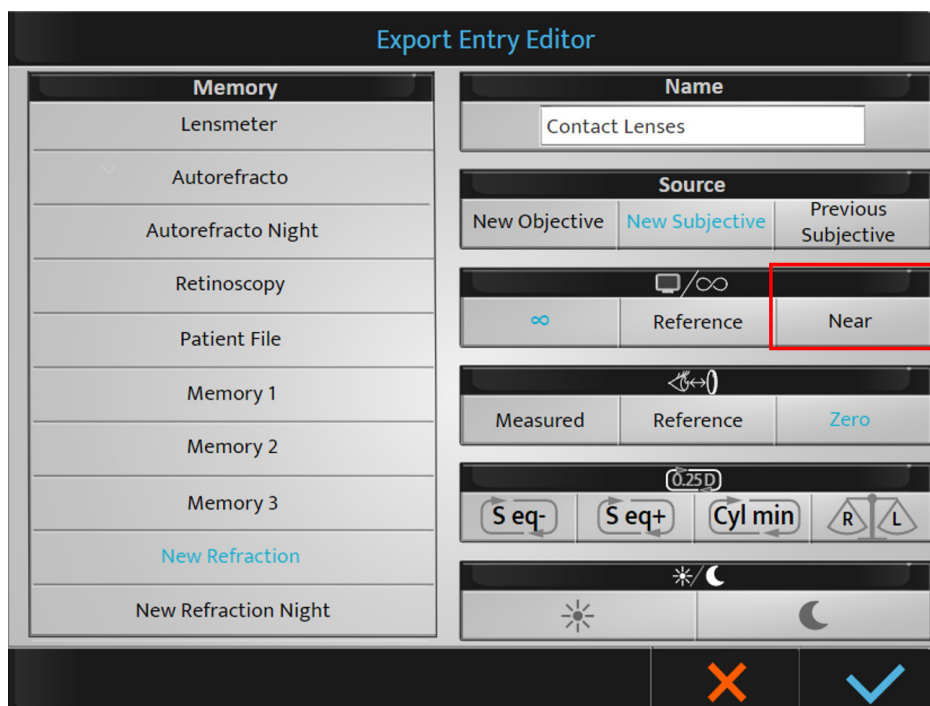 Export Entry Editor
Memory
Lensmeter
Autorefracto
Autorefracto Night
Retinoscopy
Patient File
Memory 1
Memory 2
Memory 3
New Refraction
New Refraction Night
Name
Contact Lenses
Source
New Objective
New Subjective
Previous
Subjective
/∞
∞
Reference
Near
Measured
Reference
Zero
0.25D
S eq-
S eq+
Cyl min
R
L
/